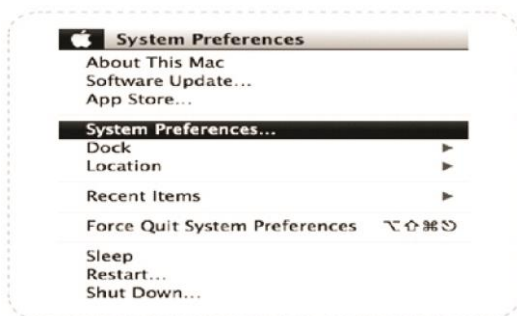 System Preferences
About This Mac
Software Update...
App Store...
System Preferences...
Dock
Location
Recent Items
Force Quit System Preferences ⌥⇧⌘⎋
Sleep
Restart...
Shut Down...